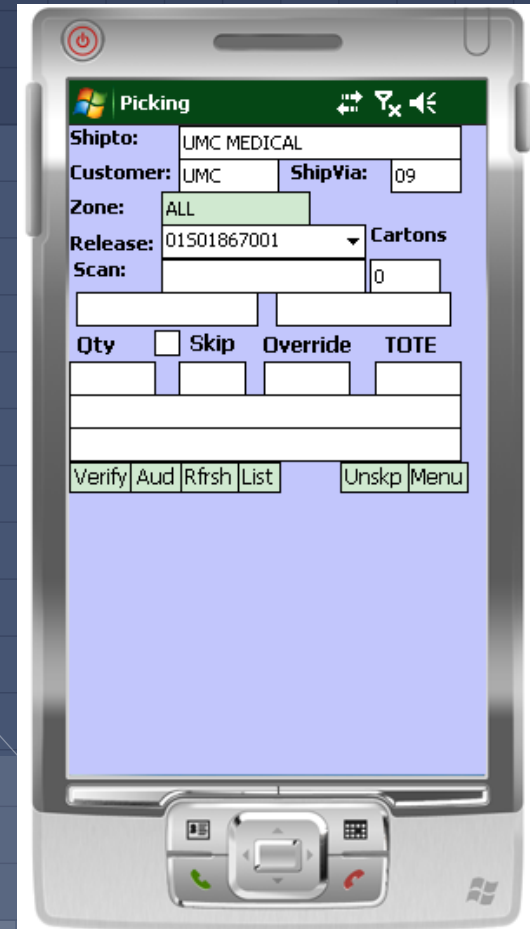 Picking
Shipto: UMC MEDICAL
Customer: UMC ShipVia: 09
Zone: ALL
Release: 01S01867001 Cartons
Scan: 0
Qty Skip Override TOTE
Verify Aud Rfrsh List Unskp Menu